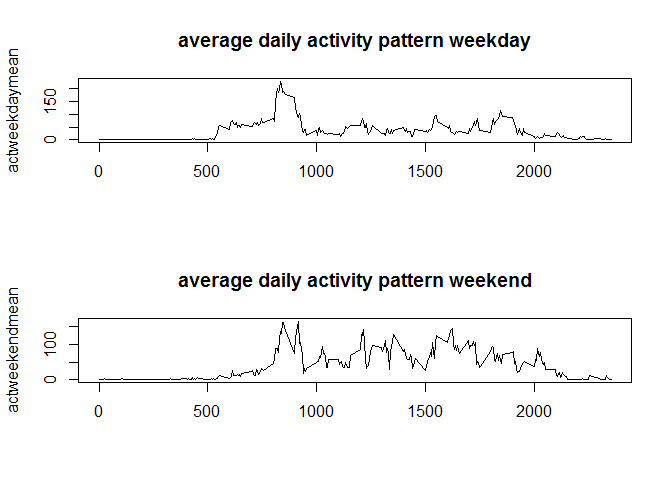 average daily activity pattern weekday
actweekdaymean
150
0
0 500 1000 1500 2000
average daily activity pattern weekend
actweekendmean
100
0
0 500 1000 1500 2000